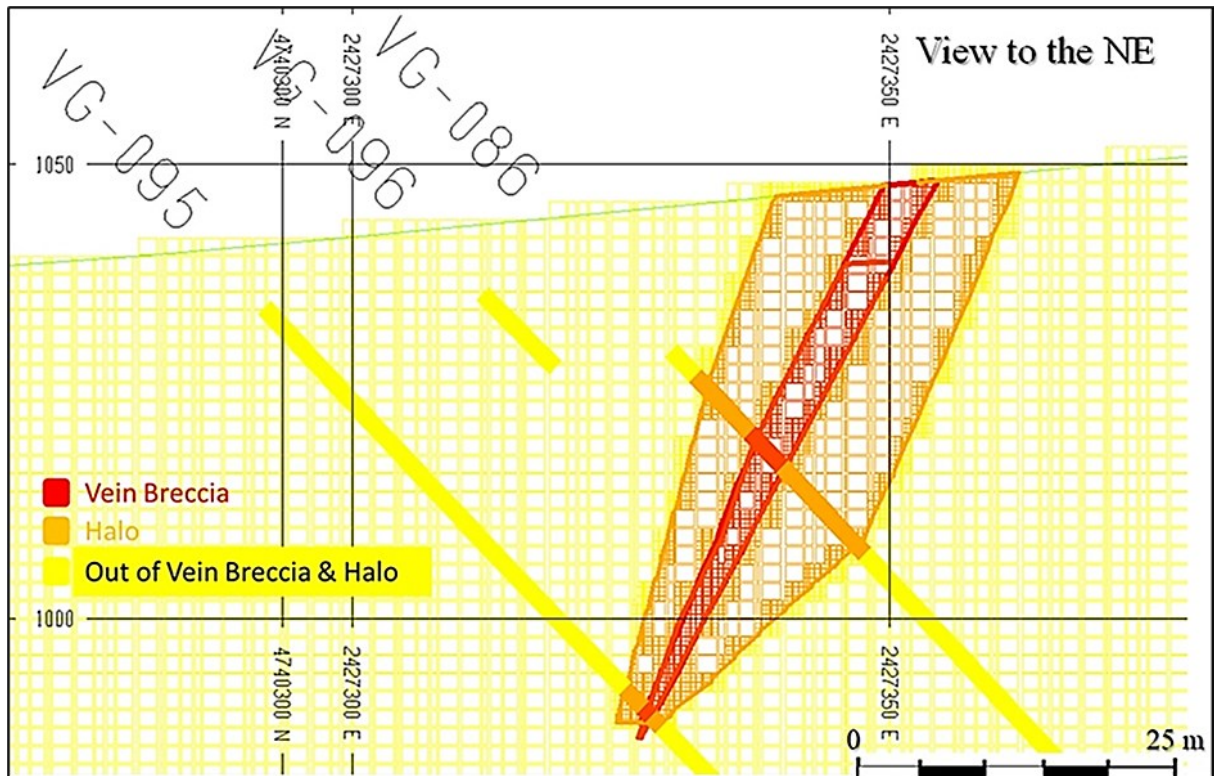 View to the NE
VG-095
VG-096
VG-086
4740300 N
2427300 E
2427350 E
1050
Vein Breccia
Halo
Out of Vein Breccia & Halo
1000
4740300 N
2427300 E
2427350 E
0
25 m